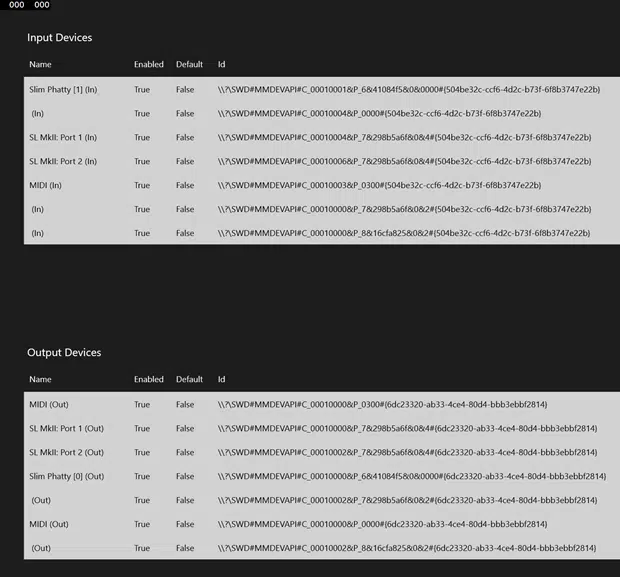 000 000
Input Devices
Name Enabled Default Id
Slim Phatty [1] (In) True False \\?\SWD#MMDEVAPI#C_00010001&P_6&41084f5&0&0000#{504be32c-ccf6-4d2c-b73f-6f8b3747e22b}
(In) True False \\?\SWD#MMDEVAPI#C_00010004&P_0000#{504be32c-ccf6-4d2c-b73f-6f8b3747e22b}
SL MkII: Port 1 (In) True False \\?\SWD#MMDEVAPI#C_00010004&P_7&298b5a6f&0&4#{504be32c-ccf6-4d2c-b73f-6f8b3747e22b}
SL MkII: Port 2 (In) True False \\?\SWD#MMDEVAPI#C_00010006&P_7&298b5a6f&0&4#{504be32c-ccf6-4d2c-b73f-6f8b3747e22b}
MIDI (In) True False \\?\SWD#MMDEVAPI#C_00010003&P_0300#{504be32c-ccf6-4d2c-b73f-6f8b3747e22b}
(In) True False \\?\SWD#MMDEVAPI#C_00010000&P_7&298b5a6f&0&2#{504be32c-ccf6-4d2c-b73f-6f8b3747e22b}
(In) True False \\?\SWD#MMDEVAPI#C_00010000&P_8&16cfa825&0&2#{504be32c-ccf6-4d2c-b73f-6f8b3747e22b}
Output Devices
Name Enabled Default Id
MIDI (Out) True False \\?\SWD#MMDEVAPI#C_00010000&P_0300#{6dc23320-ab33-4ce4-80d4-bbb3ebbf2814}
SL MkII: Port 1 (Out) True False \\?\SWD#MMDEVAPI#C_00010000&P_7&298b5a6f&0&4#{6dc23320-ab33-4ce4-80d4-bbb3ebbf2814}
SL MkII: Port 2 (Out) True False \\?\SWD#MMDEVAPI#C_00010002&P_7&298b5a6f&0&4#{6dc23320-ab33-4ce4-80d4-bbb3ebbf2814}
Slim Phatty [0] (Out) True False \\?\SWD#MMDEVAPI#C_00010000&P_6&41084f5&0&0000#{6dc23320-ab33-4ce4-80d4-bbb3ebbf2814}
(Out) True False \\?\SWD#MMDEVAPI#C_00010002&P_7&298b5a6f&0&2#{6dc23320-ab33-4ce4-80d4-bbb3ebbf2814}
MIDI (Out) True False \\?\SWD#MMDEVAPI#C_00010000&P_0000#{6dc23320-ab33-4ce4-80d4-bbb3ebbf2814}
(Out) True False \\?\SWD#MMDEVAPI#C_00010002&P_8&16cfa825&0&2#{6dc23320-ab33-4ce4-80d4-bbb3ebbf2814}